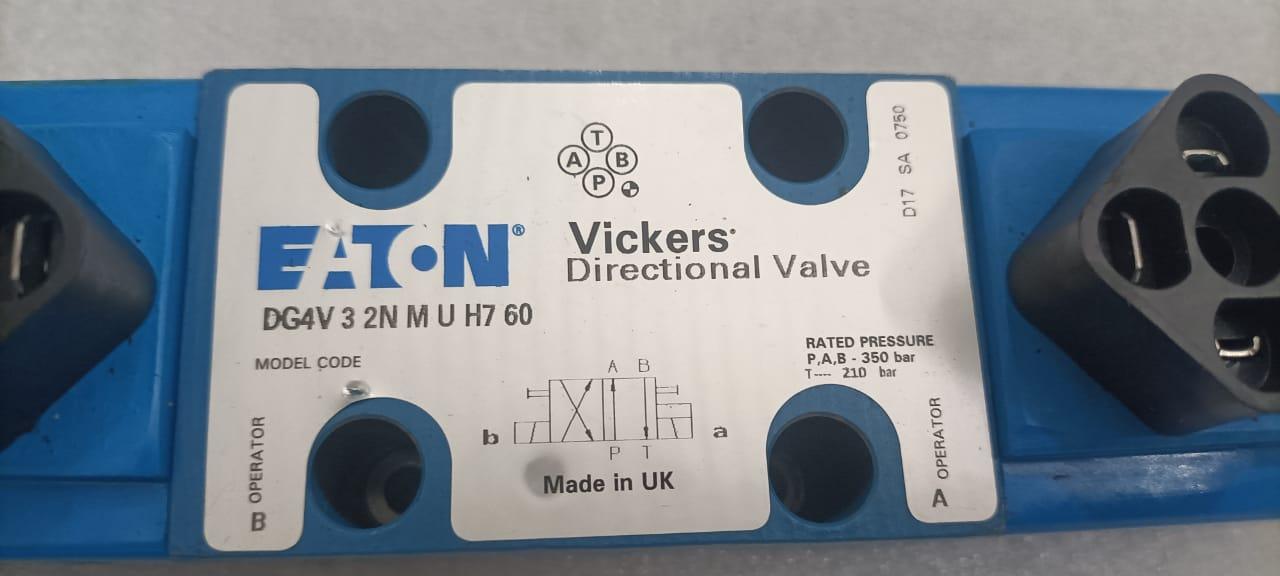 T
A B
P
D17 SA 0750
EATON®
Vickers
Directional Valve
DG4V 3 2N M U H7 60
MODEL CODE
RATED PRESSURE
P,A,B - 350 bar
T---- 210 bar
A B
b
a
P T
Made in UK
B OPERATOR
A OPERATOR